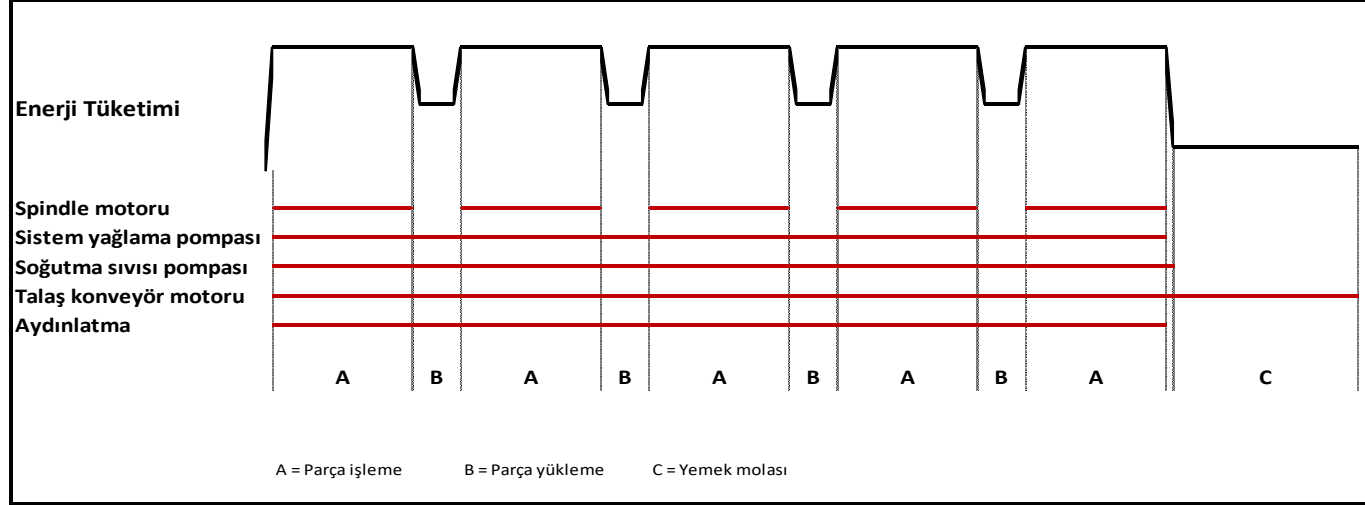 Enerji Tüketimi
Spindle motoru
Sistem yağlama pompası
Soğutma sıvısı pompası
Talaş konveyör motoru
Aydınlatma
A B A B A B A B A C
A = Parça işleme B = Parça yükleme C = Yemek molası